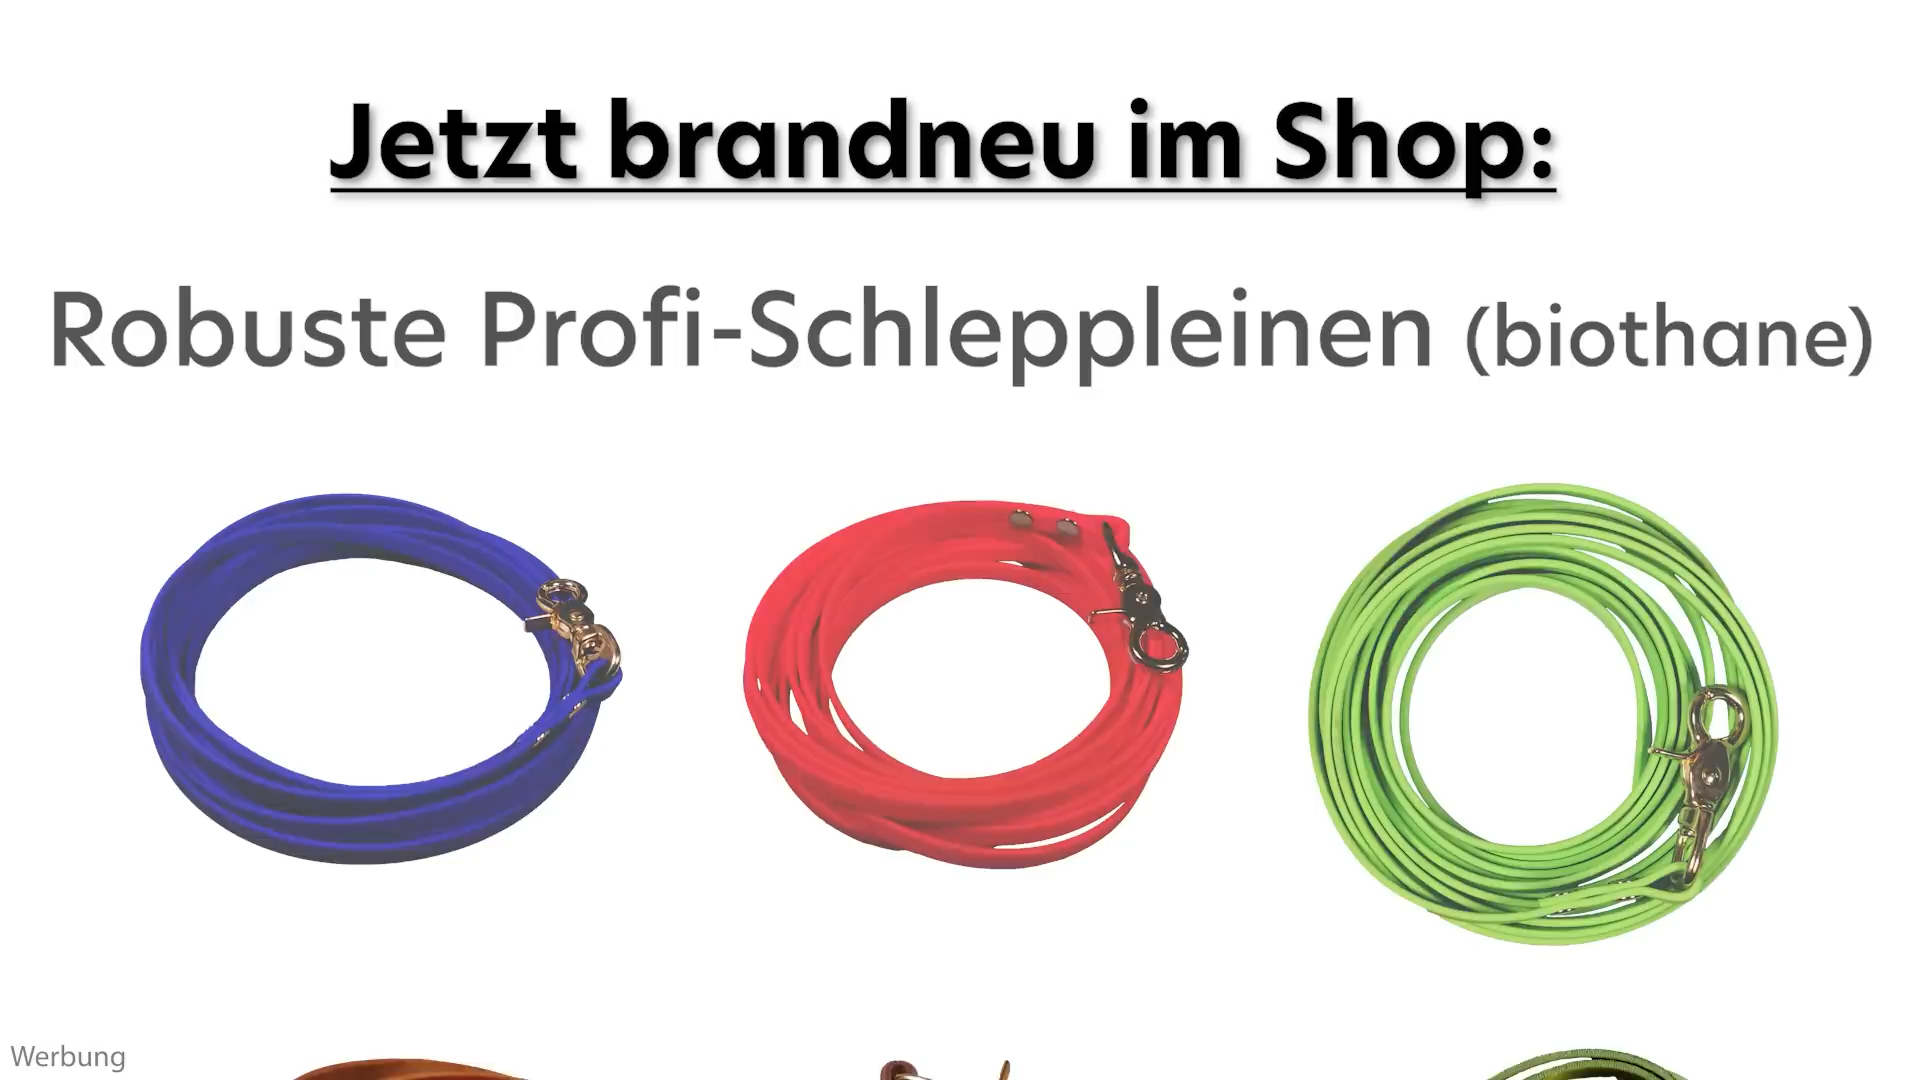 Jetzt brandneu im Shop:
Robuste Profi-Schleppleinen (biothane)
Werbung